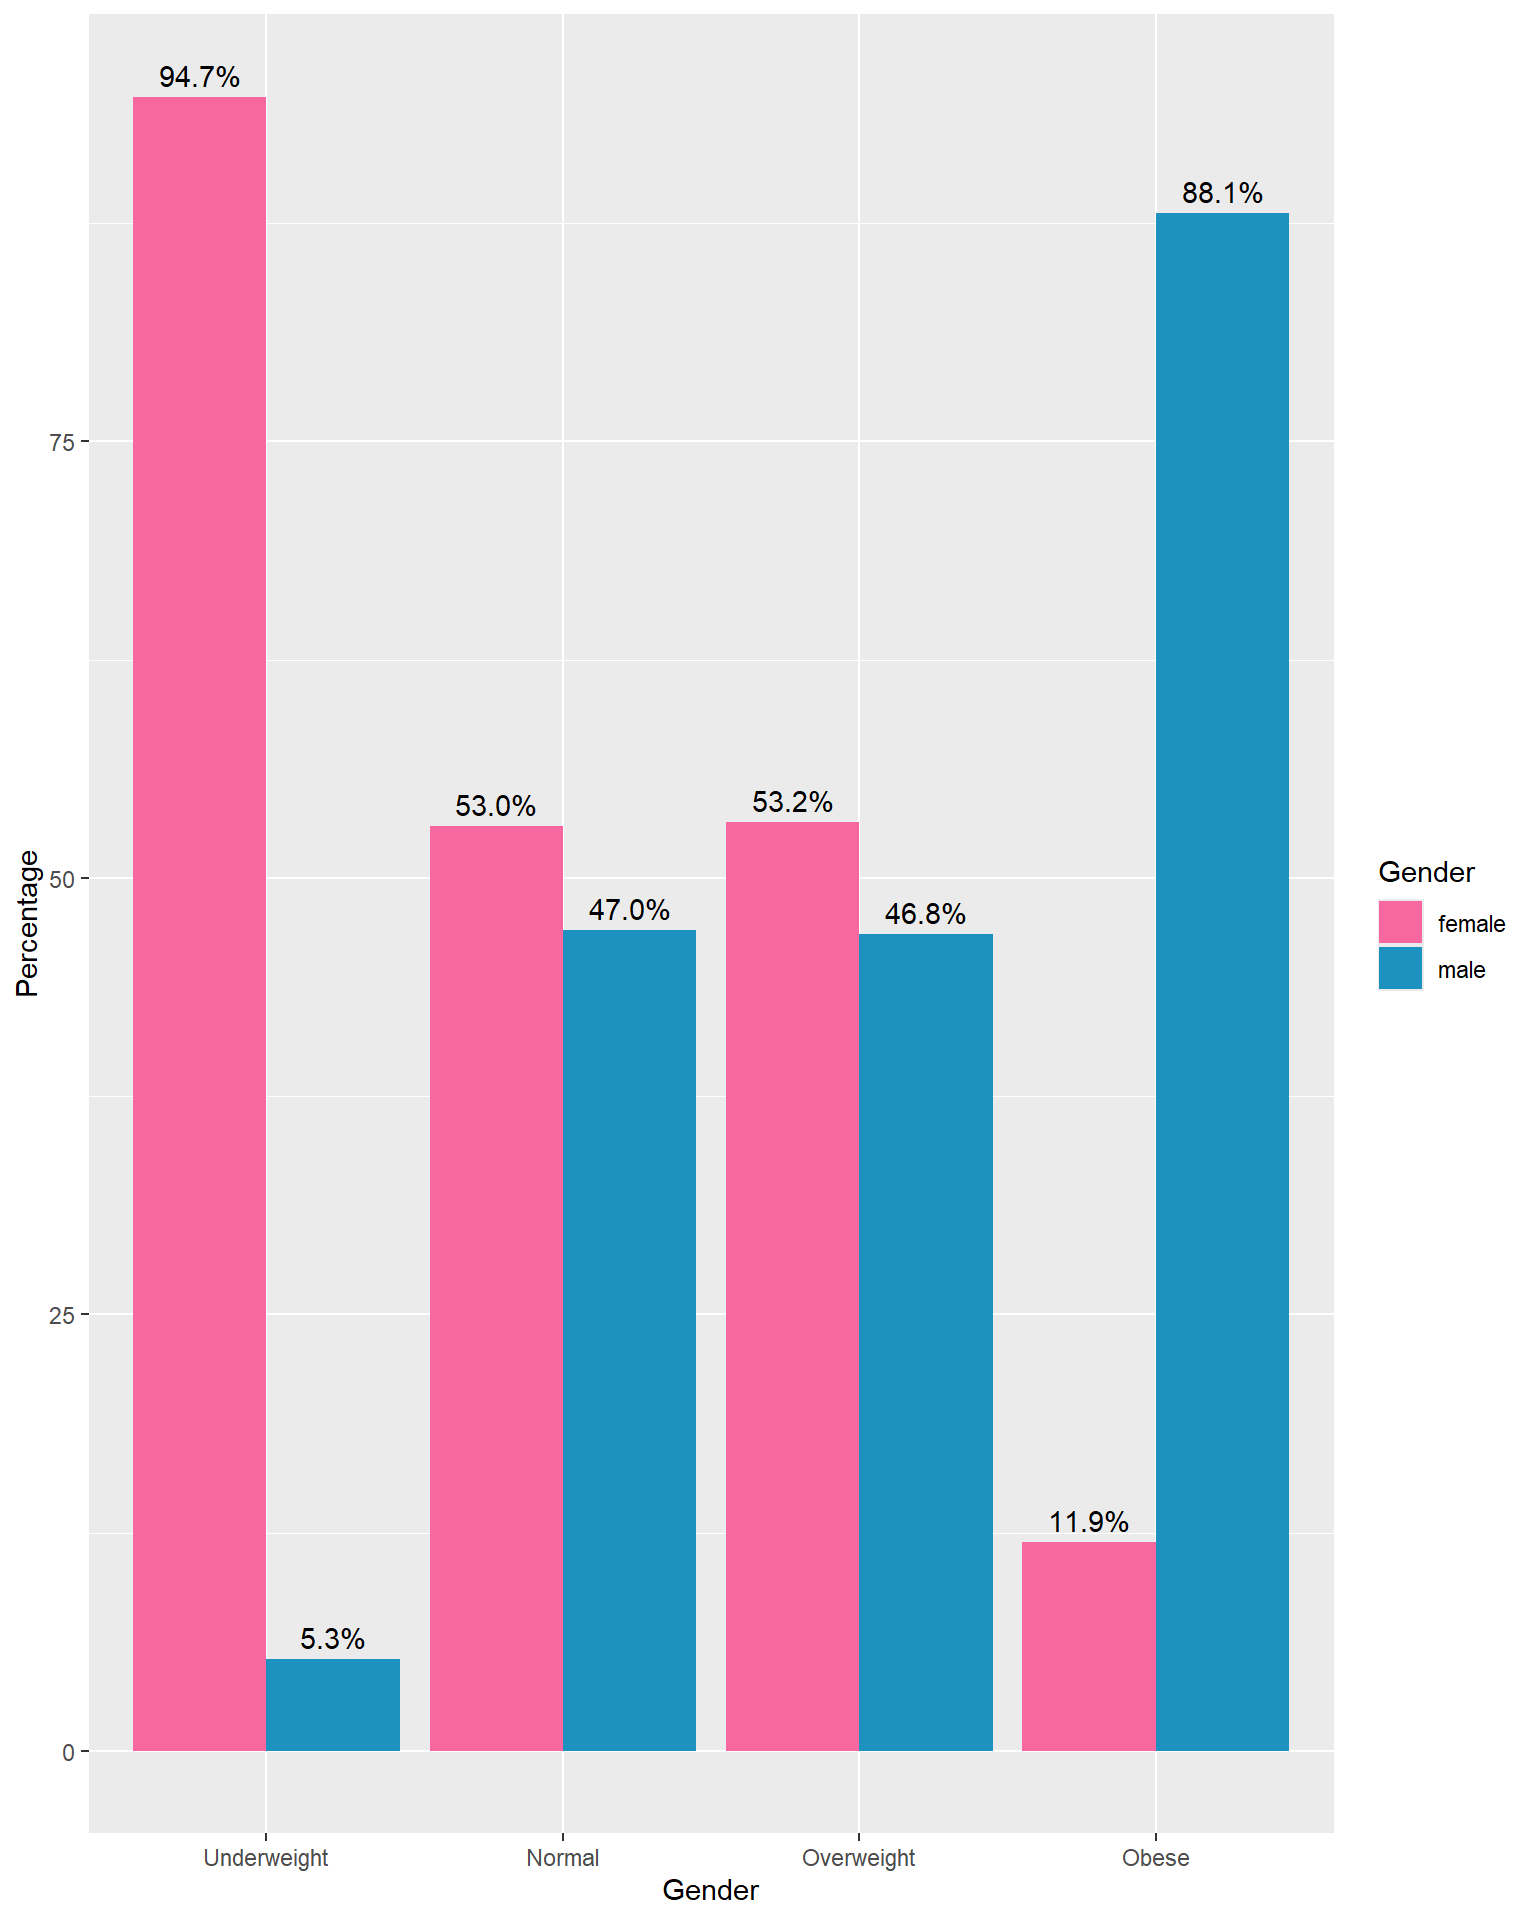 94.7%
88.1%
75
53.0%
53.2%
47.0%
46.8%
50
Percentage
Gender
female
male
25
11.9%
5.3%
0
Underweight Normal Overweight Obese
Gender